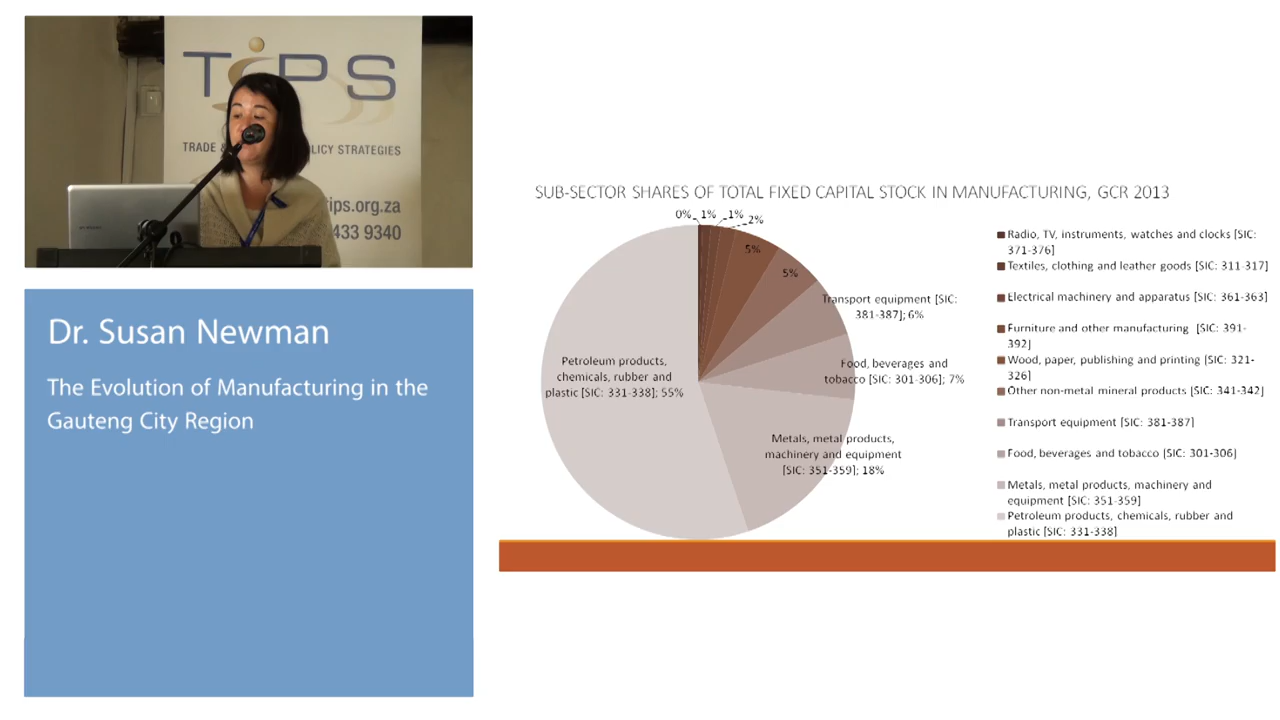 TiPS
TRADE &
LICY STRATEGIES
tips.org.za
433 9340
Dr. Susan Newman
The Evolution of Manufacturing in the
Gauteng City Region
SUB-SECTOR SHARES OF TOTAL FIXED CAPITAL STOCK IN MANUFACTURING, GCR 2013
0%
1%
1%
2%
5%
5%
Transport equipment [SIC:
381-387]; 6%
Food, beverages and
tobacco [SIC: 301-306]; 7%
Metals, metal products,
machinery and equipment
[SIC: 351-359]; 18%
Petroleum products,
chemicals, rubber and
plastic [SIC: 331-338]; 55%
Radio, TV, instruments, watches and clocks [SIC:
371-376]
Textiles, clothing and leather goods [SIC: 311-317]
Electrical machinery and apparatus [SIC: 361-363]
Furniture and other manufacturing [SIC: 391-
392]
Wood, paper, publishing and printing [SIC: 321-
326]
Other non-metal mineral products [SIC: 341-342]
Transport equipment [SIC: 381-387]
Food, beverages and tobacco [SIC: 301-306]
Metals, metal products, machinery and
equipment [SIC: 351-359]
Petroleum products, chemicals, rubber and
plastic [SIC: 331-338]